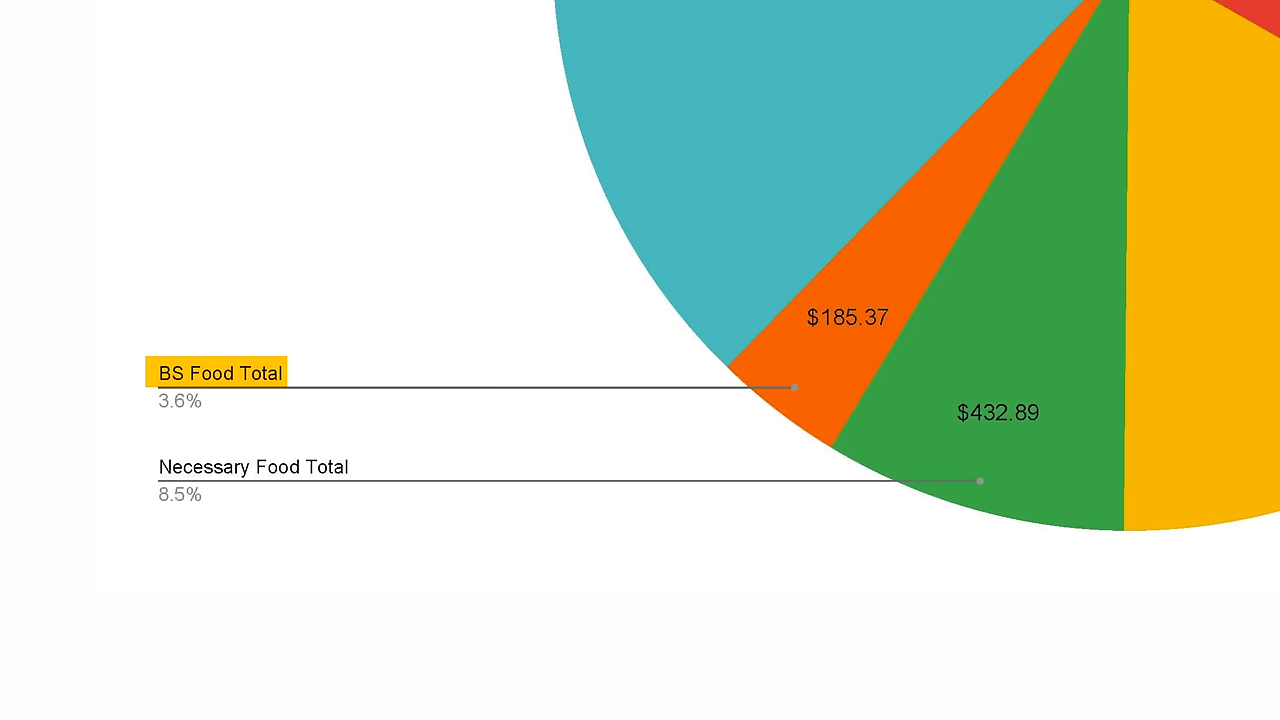 $185.37
BS Food Total
3.6%
$432.89
Necessary Food Total
8.5%